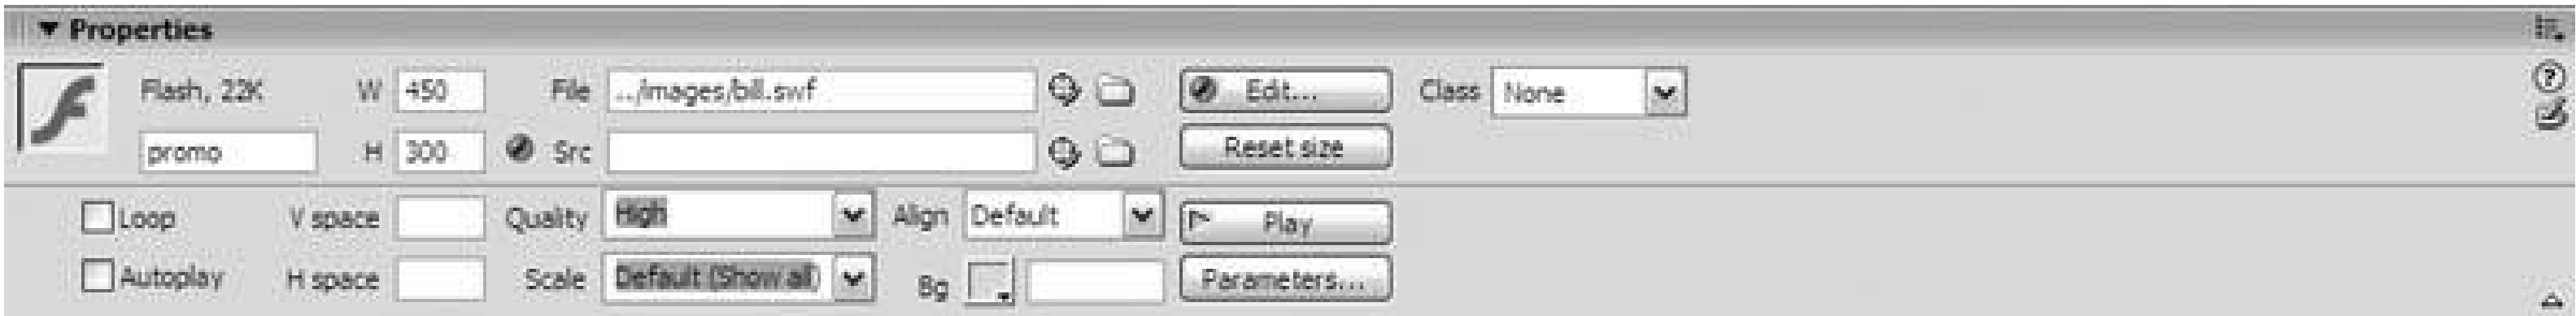 Properties
Flash, 22K W 450 File ../images/bill.swf Edit... Class None
promo H 300 Src Reset size
Loop V space Quality High Align Default Play
Autoplay H space Scale Default (Show all) Bg Parameters...